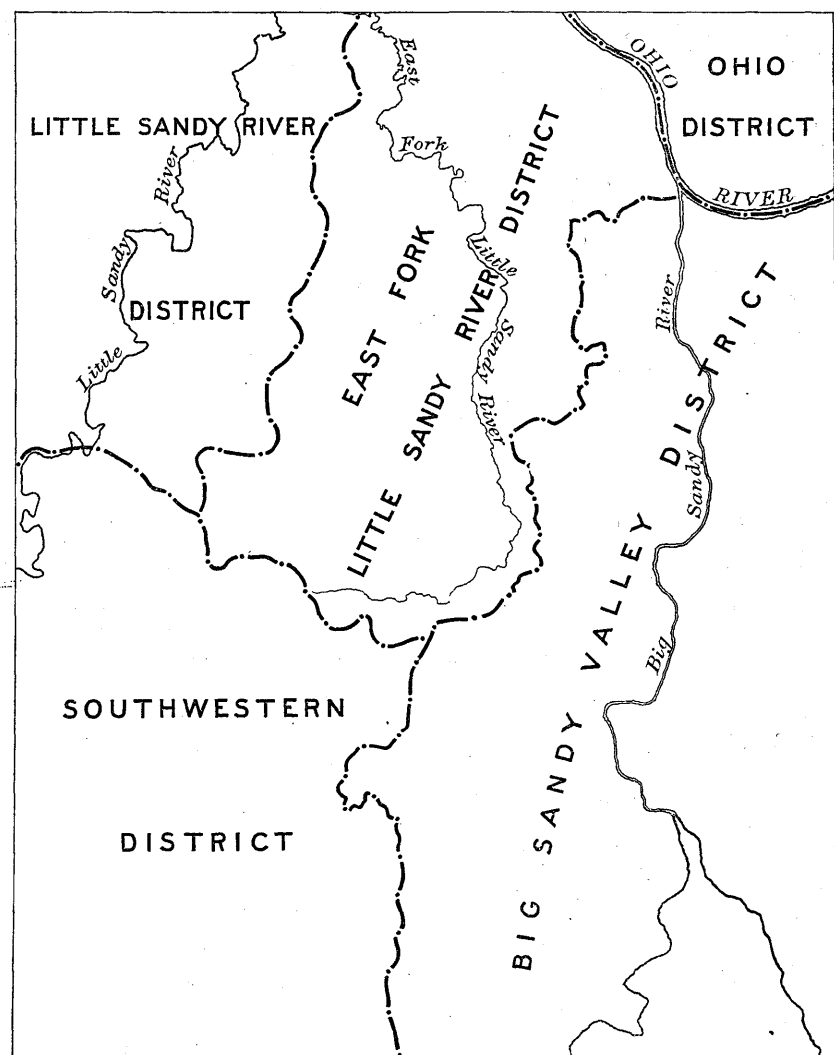 OHIO
OHIO
DISTRICT
RIVER
LITTLE SANDY RIVER
DISTRICT
Little Sandy River
East Fork Little Sandy River
EAST FORK
LITTLE SANDY RIVER DISTRICT
BIG SANDY VALLEY DISTRICT
Big Sandy River
SOUTHWESTERN
DISTRICT